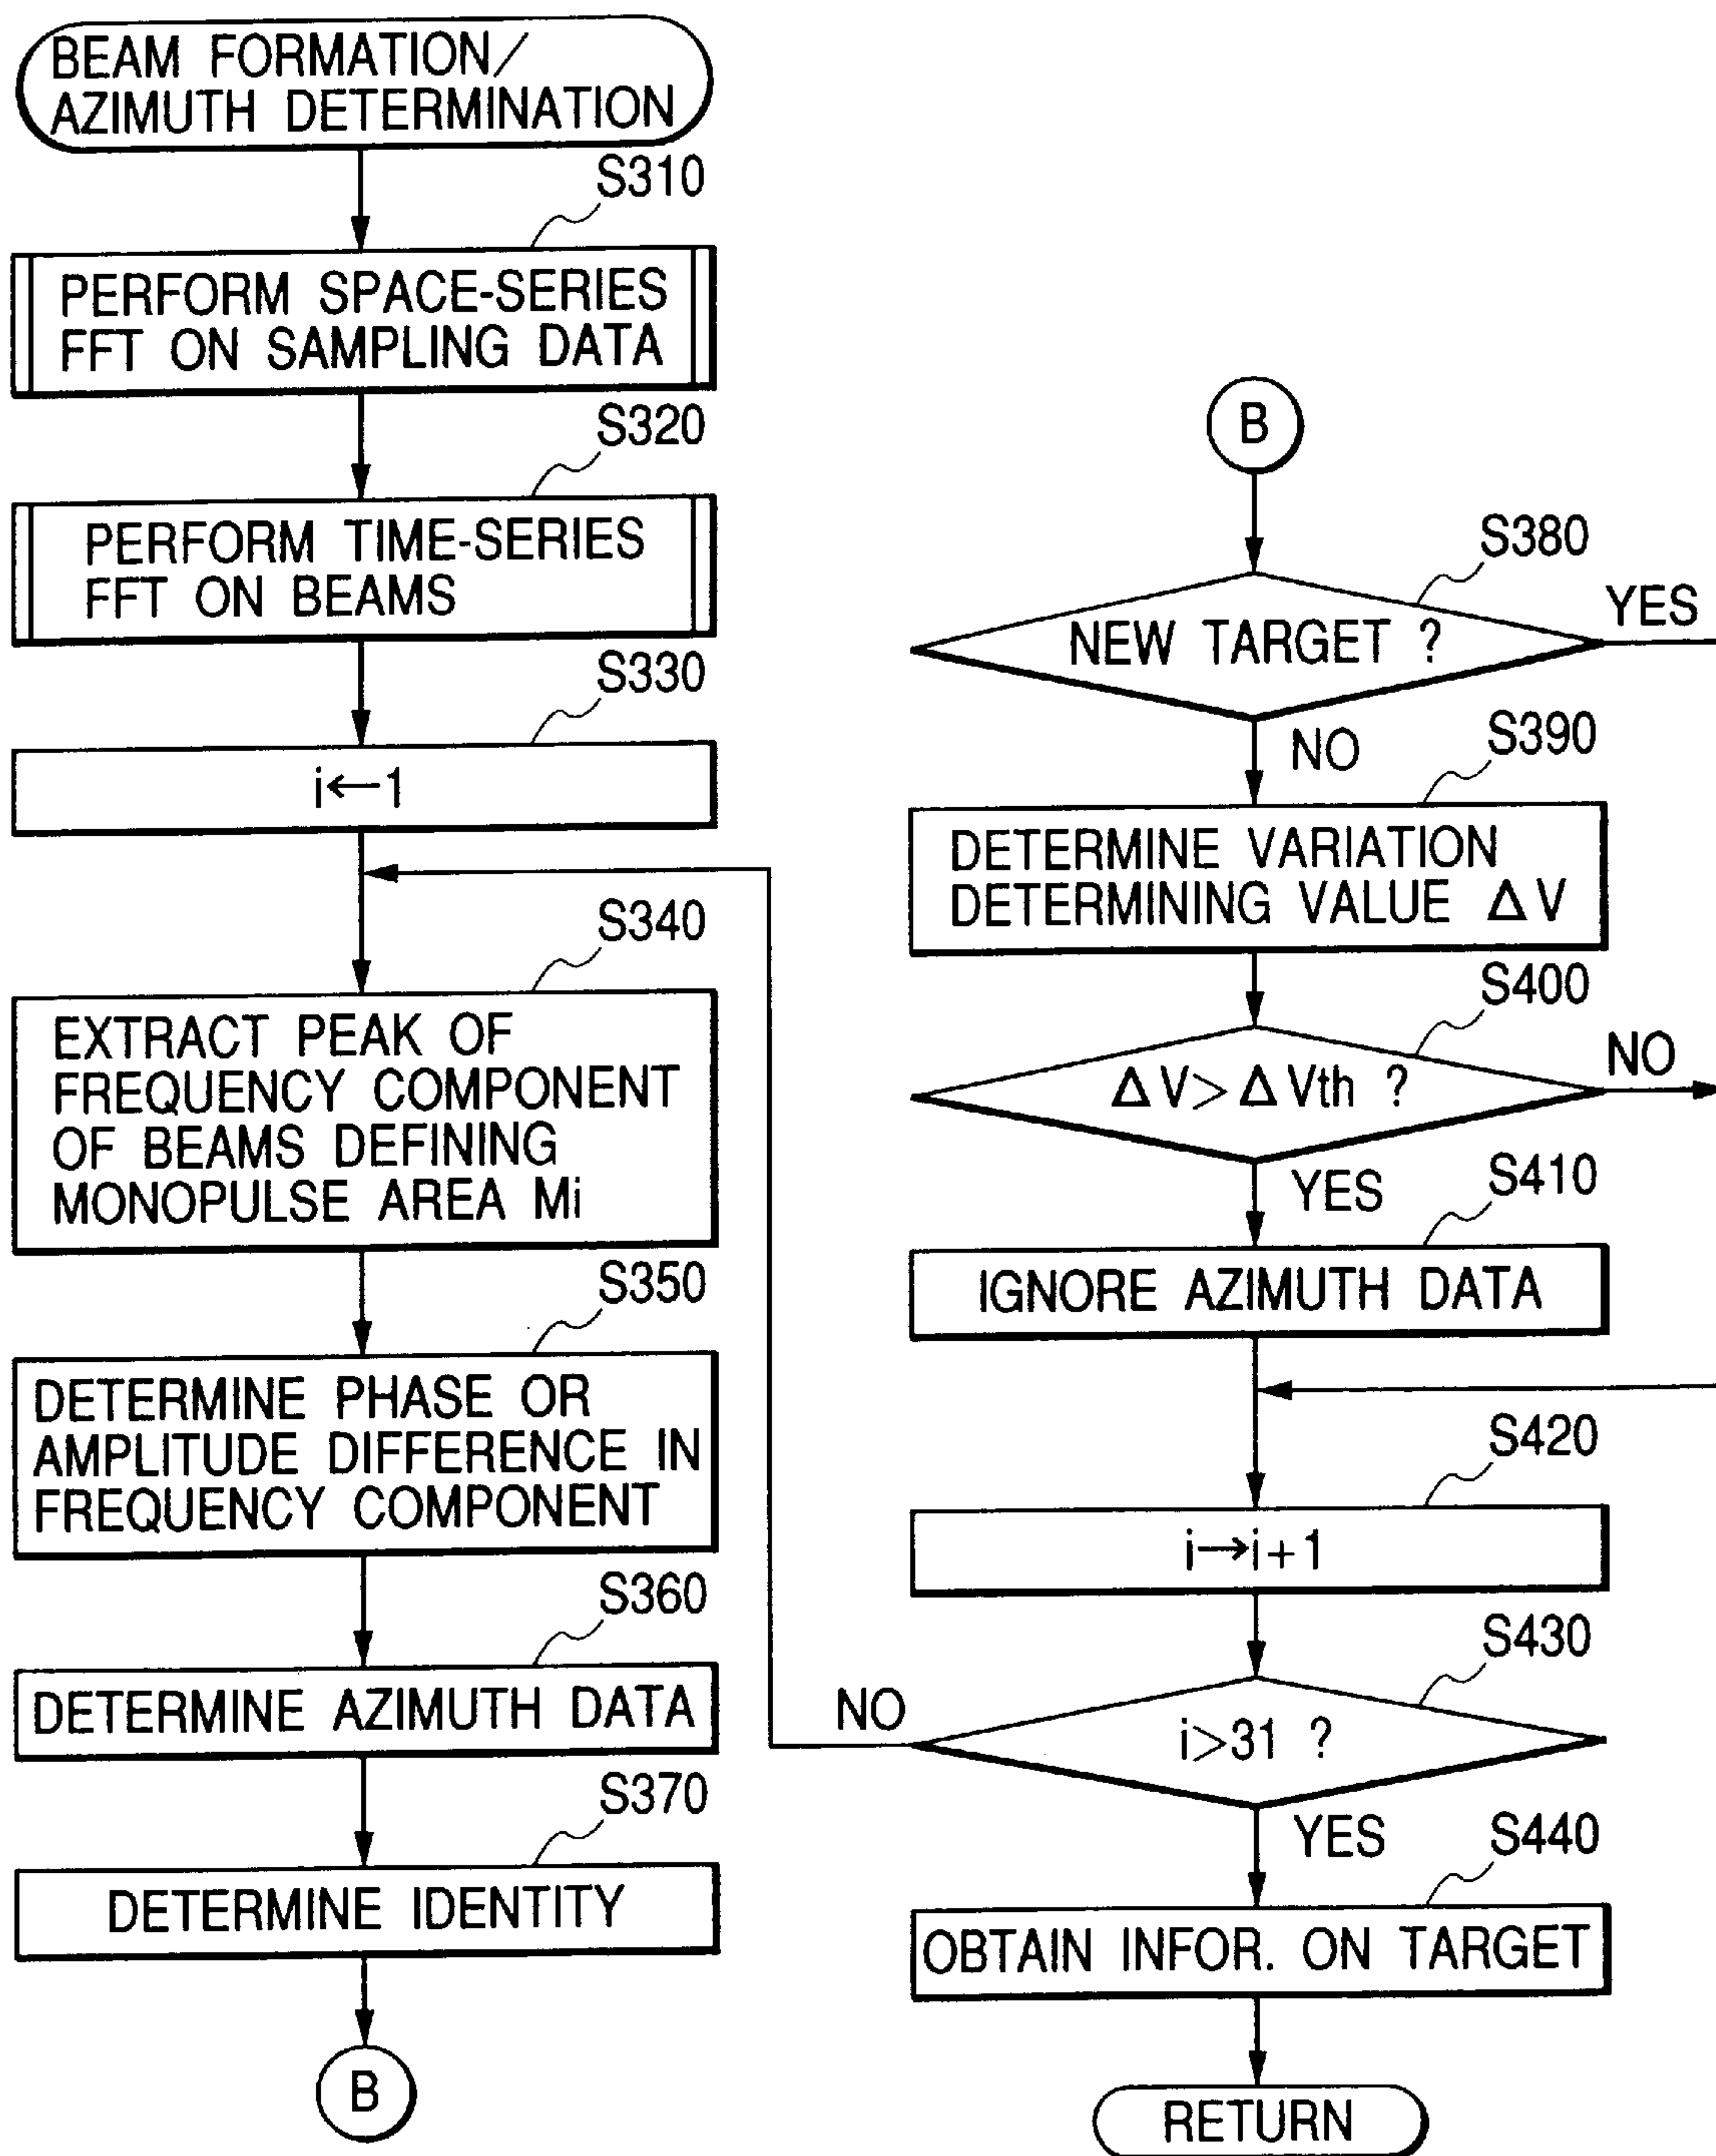 BEAM FORMATION/
AZIMUTH DETERMINATION
S310
PERFORM SPACE-SERIES
FFT ON SAMPLING DATA
S320
PERFORM TIME-SERIES
FFT ON BEAMS
S330
i←1
S340
EXTRACT PEAK OF
FREQUENCY COMPONENT
OF BEAMS DEFINING
MONOPULSE AREA Mi
S350
DETERMINE PHASE OR
AMPLITUDE DIFFERENCE IN
FREQUENCY COMPONENT
S360
DETERMINE AZIMUTH DATA
S370
DETERMINE IDENTITY
B
B
S380
NEW TARGET ?
YES
NO
S390
DETERMINE VARIATION
DETERMINING VALUE ΔV
S400
ΔV>ΔVth ?
NO
YES
S410
IGNORE AZIMUTH DATA
S420
i→i+1
S430
i>31 ?
NO
YES
S440
OBTAIN INFOR. ON TARGET
RETURN